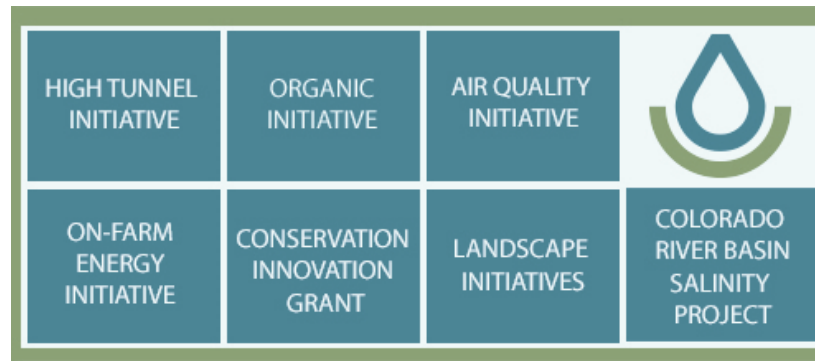 HIGH TUNNEL
INITIATIVE
ORGANIC
INITIATIVE
AIR QUALITY
INITIATIVE
ON-FARM
ENERGY
INITIATIVE
CONSERVATION
INNOVATION
GRANT
LANDSCAPE
INITIATIVES
COLORADO
RIVER BASIN
SALINITY
PROJECT